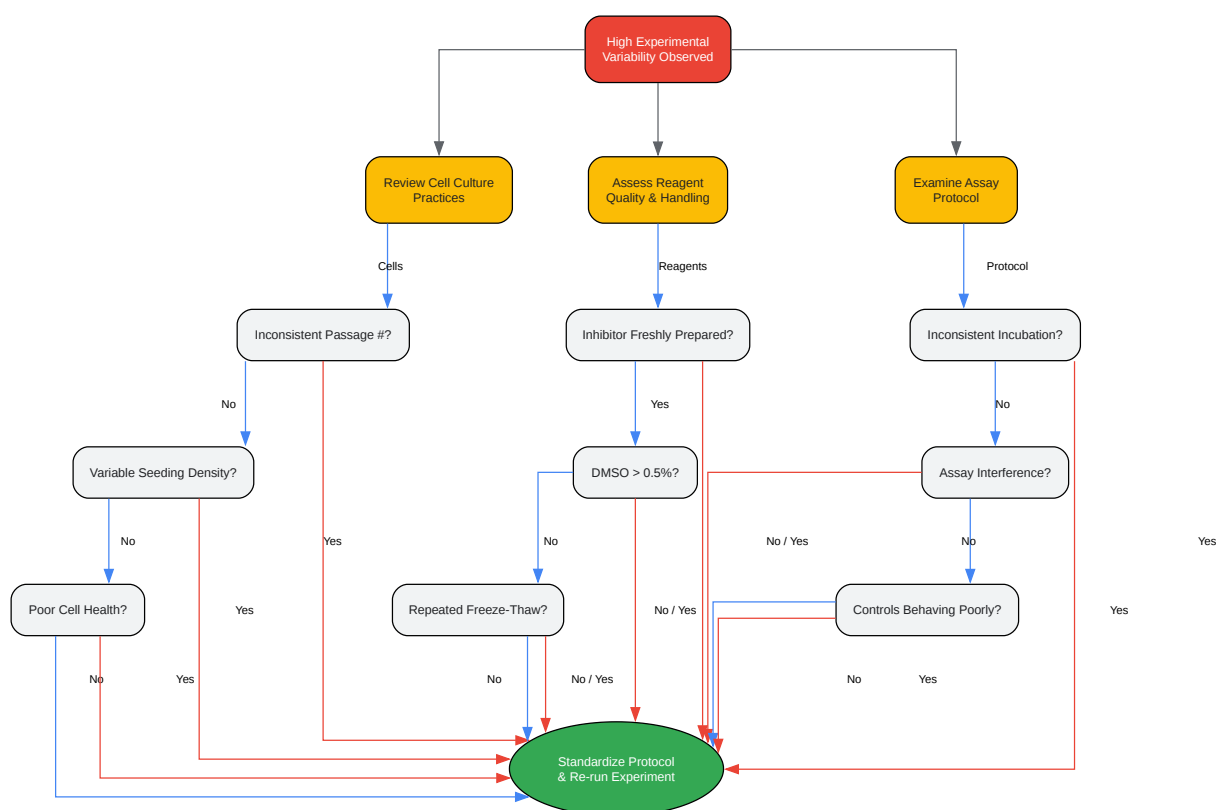 High Experimental
Variability Observed
Review Cell Culture
Practices
Assess Reagent
Quality & Handling
Examine Assay
Protocol
Cells
Reagents
Protocol
Inconsistent Passage #?
Inhibitor Freshly Prepared?
Inconsistent Incubation?
No
Yes
No
Variable Seeding Density?
DMSO > 0.5%?
Assay Interference?
No
Yes
No
No / Yes
No
Yes
Poor Cell Health?
Yes
Repeated Freeze-Thaw?
No / Yes
Controls Behaving Poorly?
Yes
No
Yes
No
No / Yes
No
Yes
Standardize Protocol
& Re-run Experiment